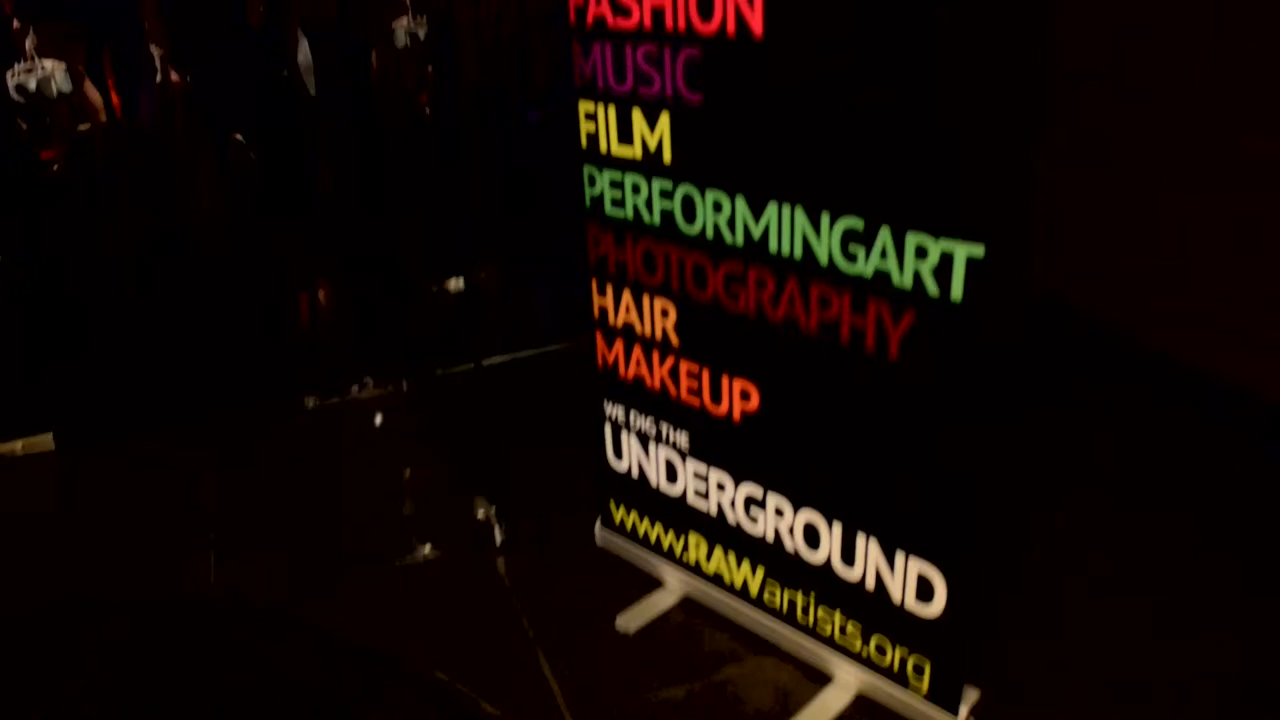 FASHION
MUSIC
FILM
PERFORMINGART
PHOTOGRAPHY
HAIR
MAKEUP
WE DIG THE
UNDERGROUND
www.RAWartists.org